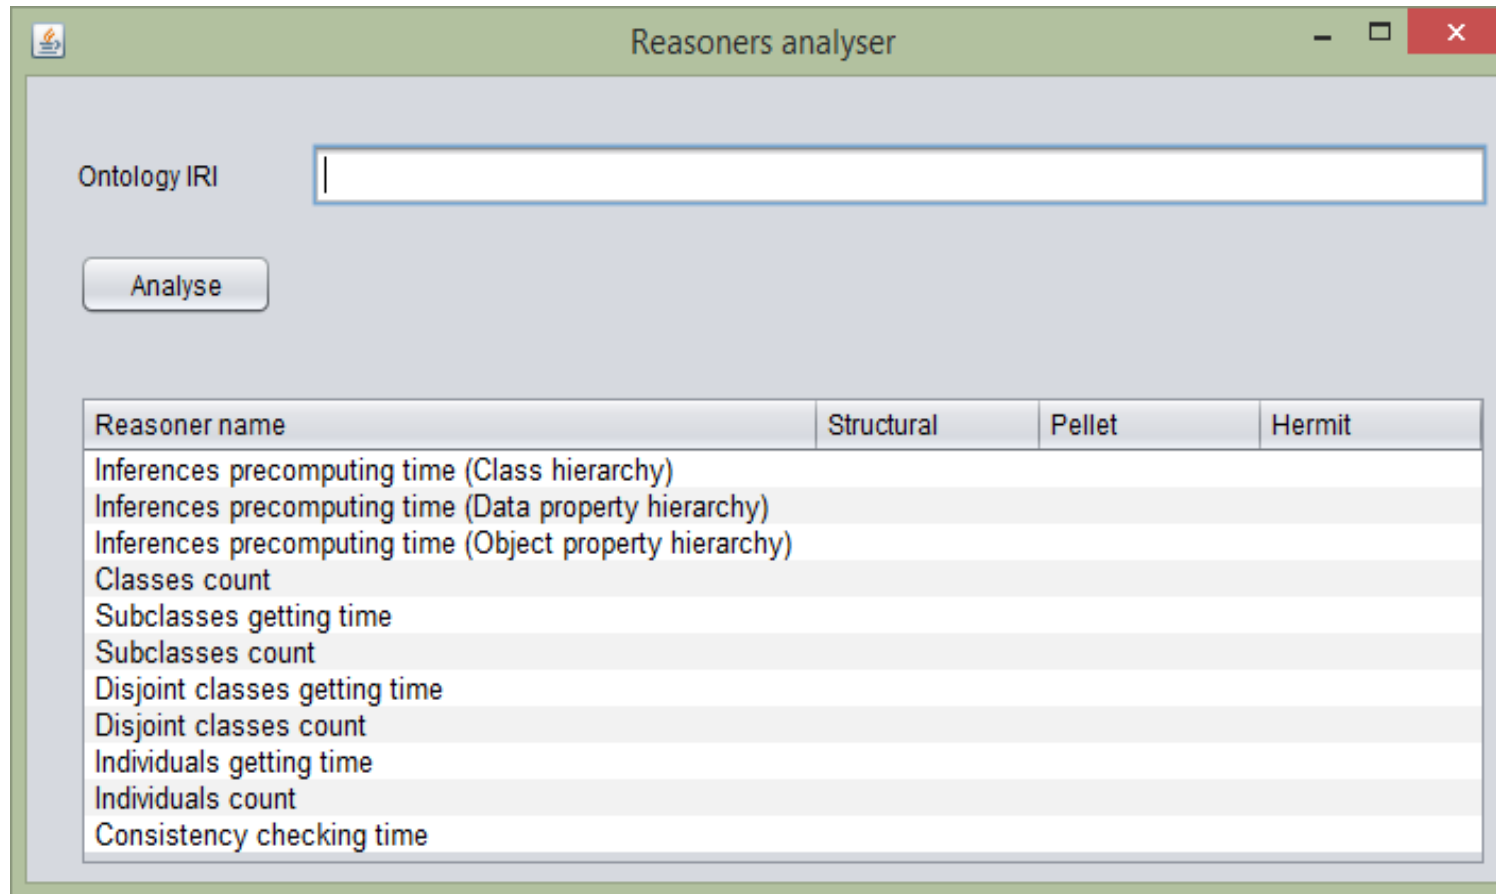 Reasoners analyser
Ontology IRI
Analyse
Reasoner name Structural Pellet Hermit
Inferences precomputing time (Class hierarchy)
Inferences precomputing time (Data property hierarchy)
Inferences precomputing time (Object property hierarchy)
Classes count
Subclasses getting time
Subclasses count
Disjoint classes getting time
Disjoint classes count
Individuals getting time
Individuals count
Consistency checking time